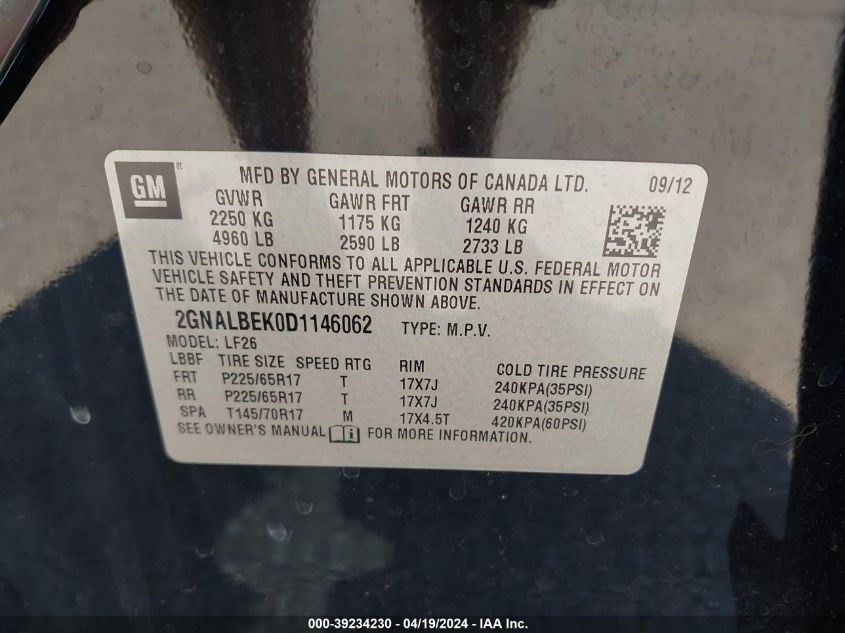 GM
MFD BY GENERAL MOTORS OF CANADA LTD. 09/12
GVWR GAWR FRT GAWR RR
2250 KG 1175 KG 1240 KG
4960 LB 2590 LB 2733 LB
THIS VEHICLE CONFORMS TO ALL APPLICABLE U.S. FEDERAL MOTOR
VEHICLE SAFETY AND THEFT PREVENTION STANDARDS IN EFFECT ON
THE DATE OF MANUFACTURE SHOWN ABOVE.
2GNALBEK0D1146062 TYPE: M.P.V.
MODEL: LF26
LBBF TIRE SIZE SPEED RTG RIM COLD TIRE PRESSURE
FRT P225/65R17 T 17X7J 240KPA(35PSI)
RR P225/65R17 T 17X7J 240KPA(35PSI)
SPA T145/70R17 M 17X4.5T 420KPA(60PSI)
SEE OWNER'S MANUAL FOR MORE INFORMATION.
000-39234230 - 04/19/2024 - IAA Inc.